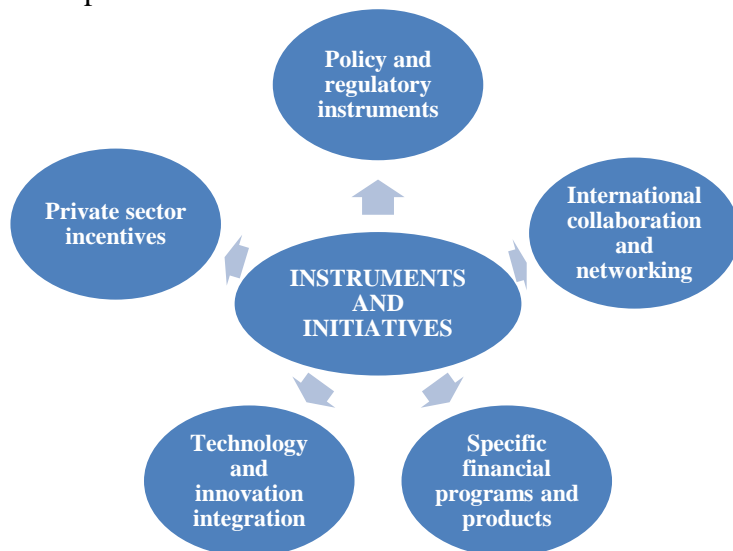 Policy and
regulatory
instruments
Private sector
incentives
International
collaboration
and
networking
INSTRUMENTS
AND
INITIATIVES
Technology
and
innovation
integration
Specific
financial
programs and
products